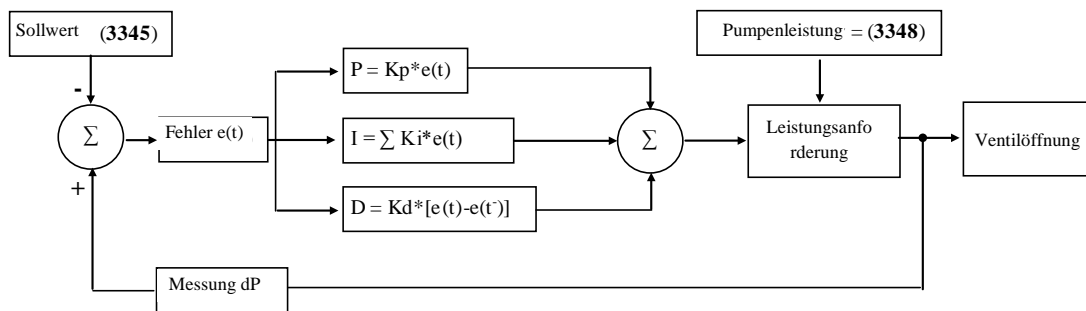 Sollwert (3345)
Pumpenleistung = (3348)
-
P = Kp*e(t)
∑
Fehler e(t)
I = ∑ Ki*e(t)
∑
Leistungsanfo
rderung
Ventilöffnung
+
D = Kd*[e(t)-e(t-)]
Messung dP